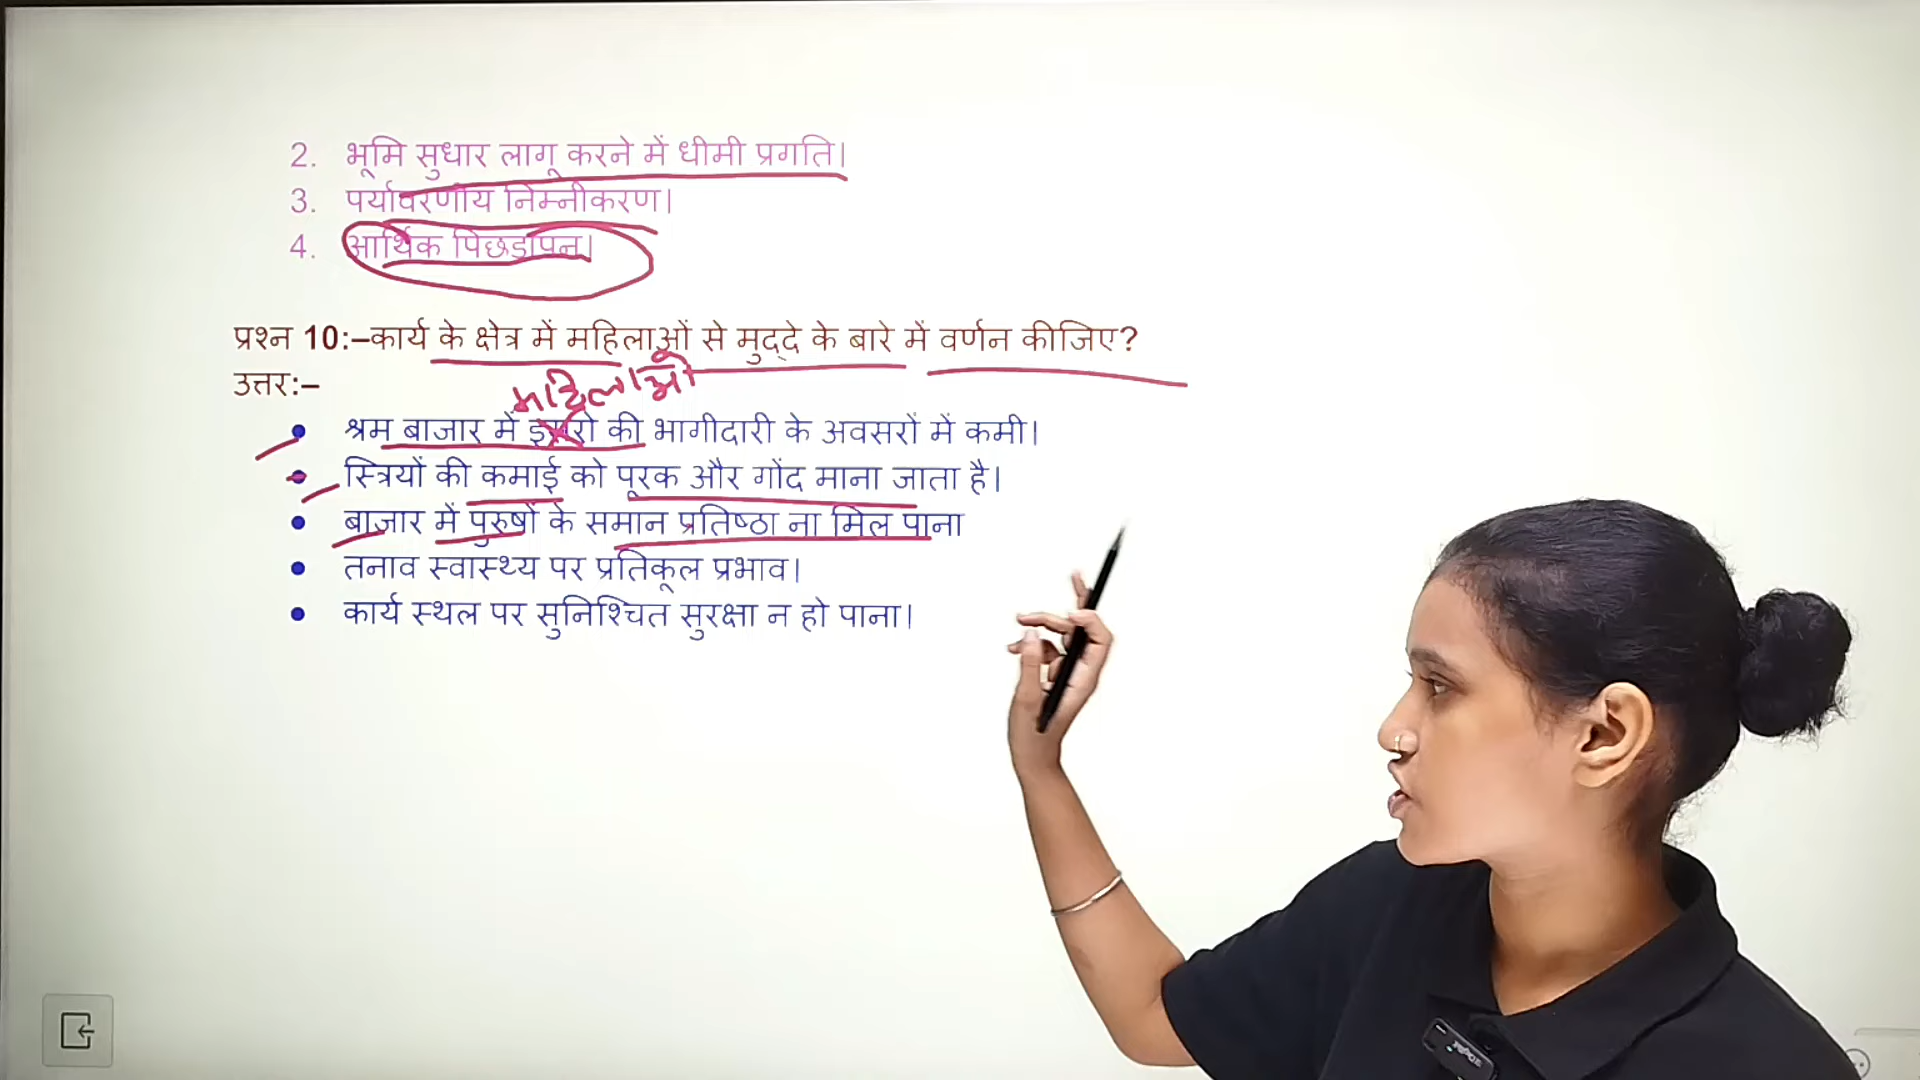 2. भूमि सुधार लागू करने में धीमी प्रगति।
3. पर्यावरणीय निम्नीकरण।
4. आर्थिक पिछडापन।
प्रश्न 10:–कार्य के क्षेत्र में महिलाओं से मुद्दे के बारे में वर्णन कीजिए?
उत्तर:–
महिलाओ
• श्रम बाजार में की भागीदारी के अवसरों में कमी।
• स्त्रियों की कमाई को पूरक और गोंद माना जाता है।
• बाजार में पुरुषों के समान प्रतिष्ठा ना मिल पाना
• तनाव स्वास्थ्य पर प्रतिकूल प्रभाव।
• कार्य स्थल पर सुनिश्चित सुरक्षा न हो पाना।